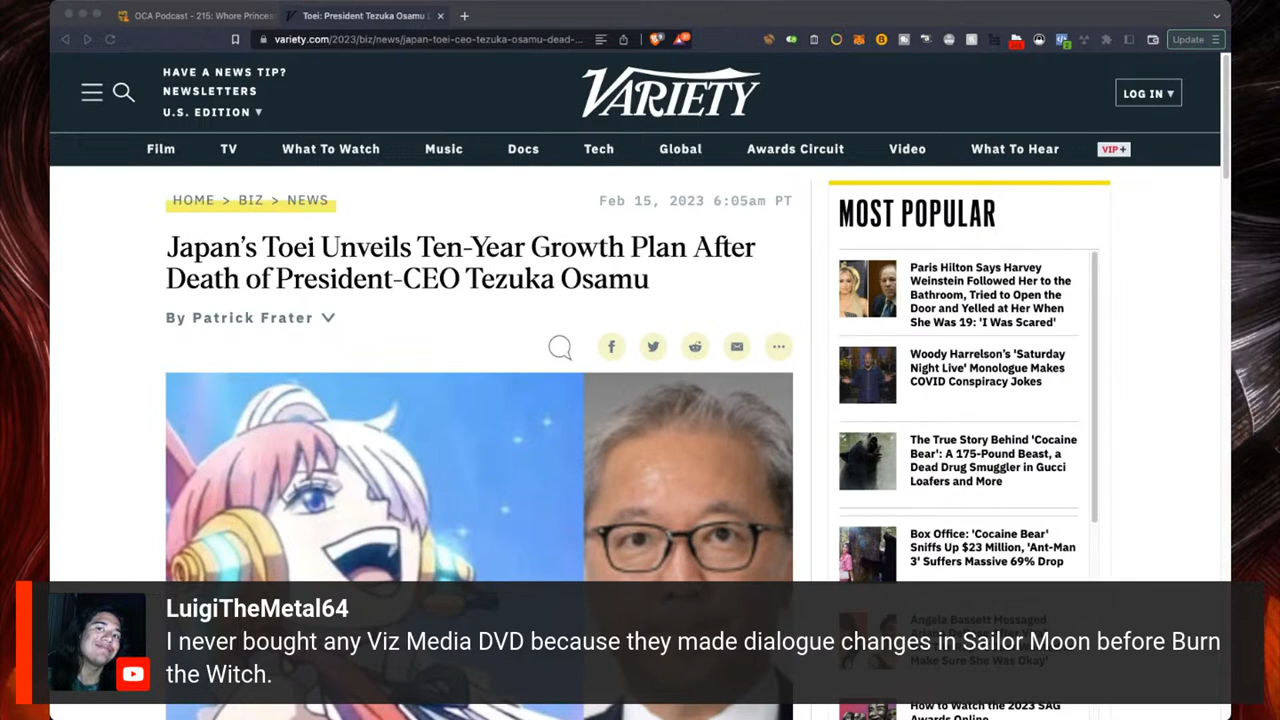 OCA Podcast - 215: Whore Princes
Toei: President Tezuka Osamu D
variety.com/2023/biz/news/japan-toei-ceo-tezuka-osamu-dead-...
Update
HAVE A NEWS TIP?
NEWSLETTERS
U.S. EDITION ▼
VARIETY
LOG IN ▼
Film TV What To Watch Music Docs Tech Global Awards Circuit Video What To Hear VIP+
HOME > BIZ > NEWS
Feb 15, 2023 6:05am PT
Japan's Toei Unveils Ten-Year Growth Plan After
Death of President-CEO Tezuka Osamu
By Patrick Frater
MOST POPULAR
Paris Hilton Says Harvey
Weinstein Followed Her to the
Bathroom, Tried to Open the
Door and Yelled at Her When
She Was 19: 'I Was Scared'
Woody Harrelson's 'Saturday
Night Live' Monologue Makes
COVID Conspiracy Jokes
The True Story Behind 'Cocaine
Bear': A 175-Pound Beast, a
Dead Drug Smuggler in Gucci
Loafers and More
Box Office: 'Cocaine Bear'
Sniffs Up $23 Million, 'Ant-Man
3' Suffers Massive 69% Drop
Angela Bassett Messaged
Make Sure She Was Okay'
How to Watch the 2023 SAG
Awards Online
LuigiTheMetal64
I never bought any Viz Media DVD because they made dialogue changes in Sailor Moon before Burn
the Witch.